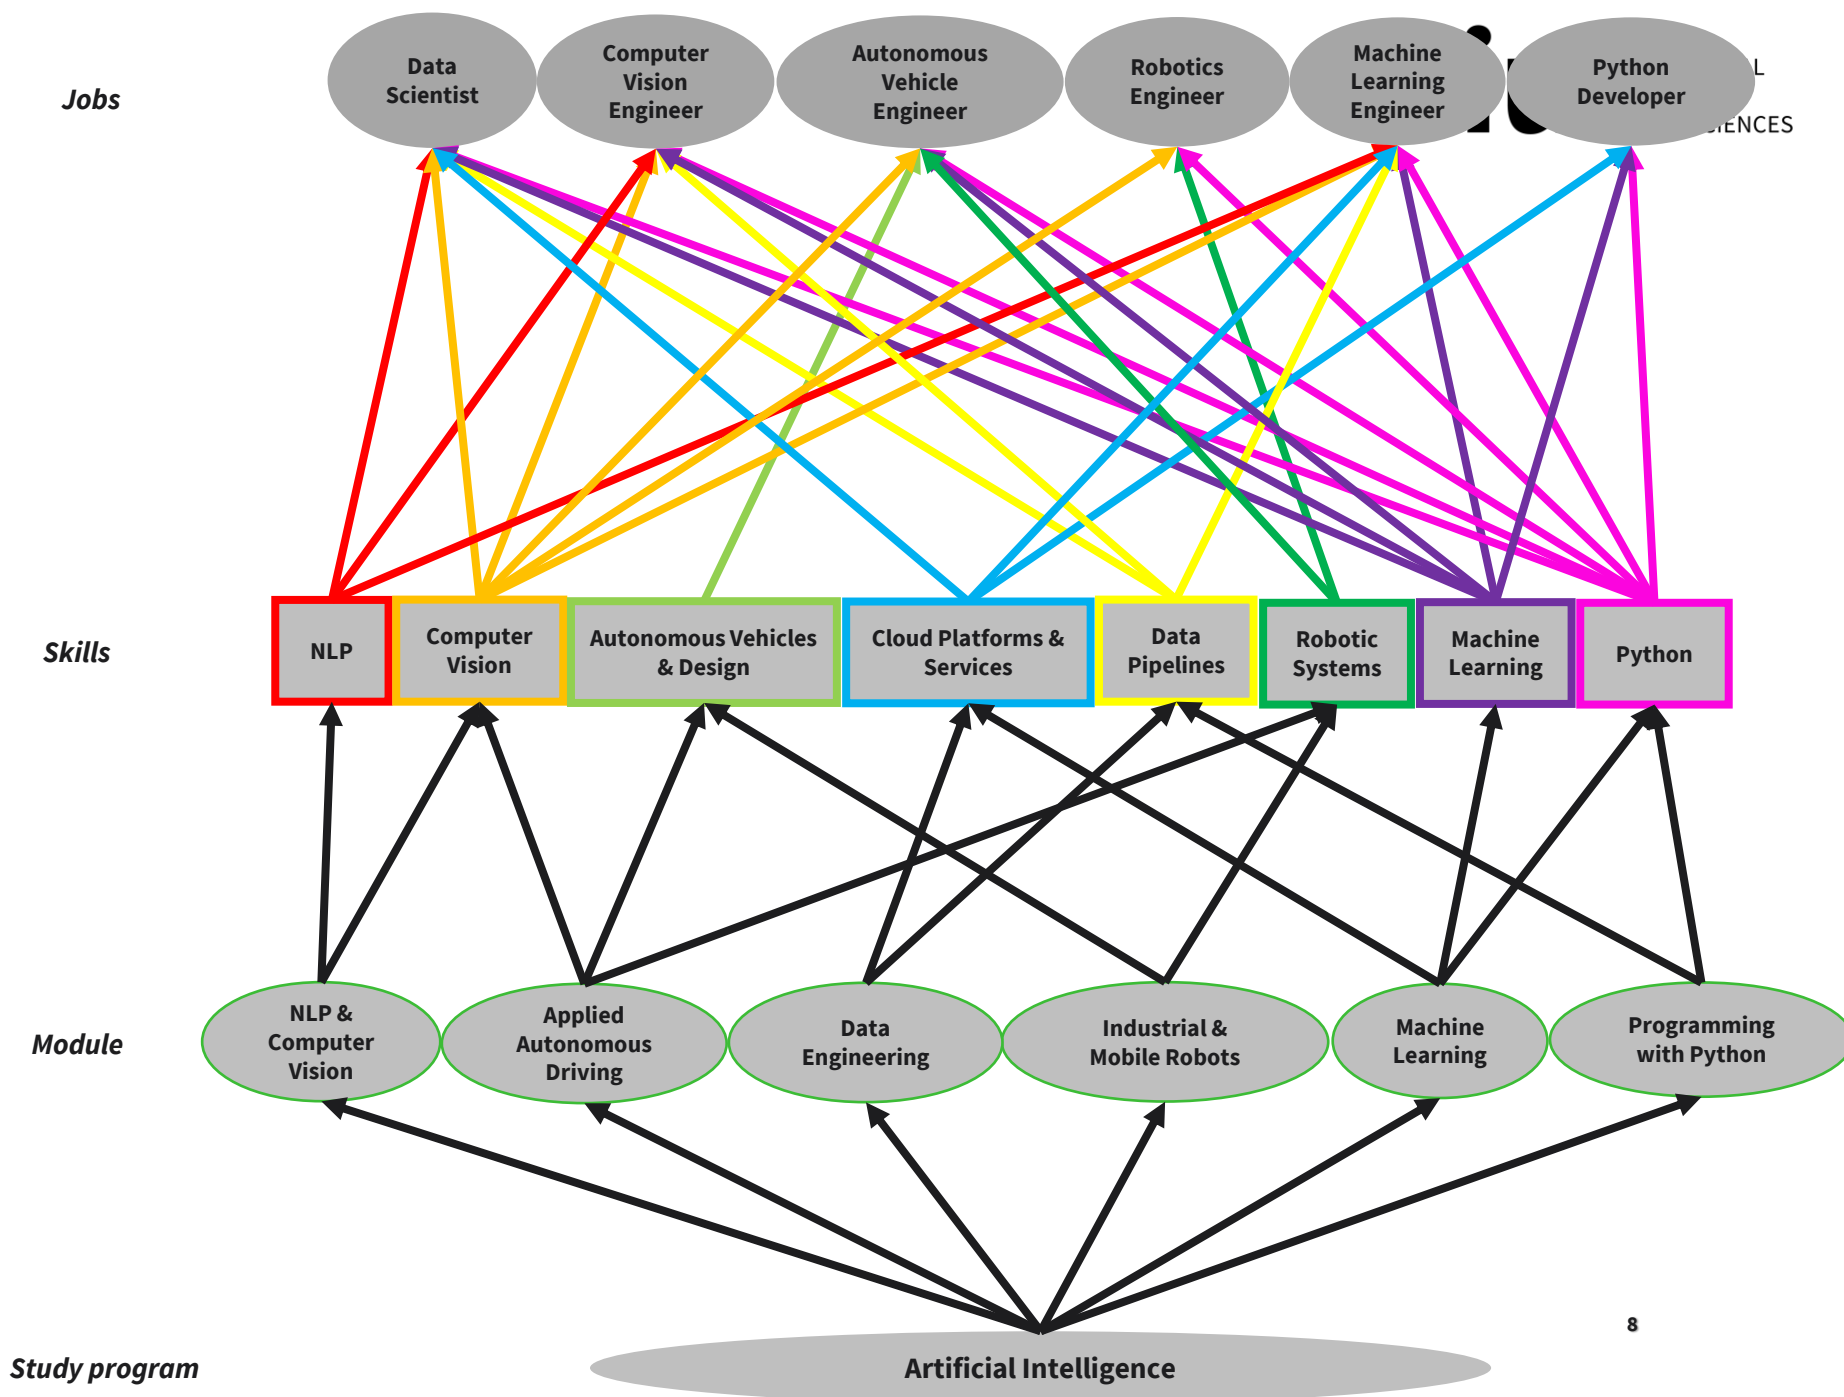 Jobs
Data
Scientist
Computer
Vision
Engineer
Autonomous
Vehicle
Engineer
Robotics
Engineer
Machine
Learning
Engineer
Python
Developer
L
IENCES
Skills
NLP
Computer
Vision
Autonomous Vehicles
& Design
Cloud Platforms &
Services
Data
Pipelines
Robotic
Systems
Machine
Learning
Python
Module
NLP &
Computer
Vision
Applied
Autonomous
Driving
Data
Engineering
Industrial &
Mobile Robots
Machine
Learning
Programming
with Python
8
Study program
Artificial Intelligence